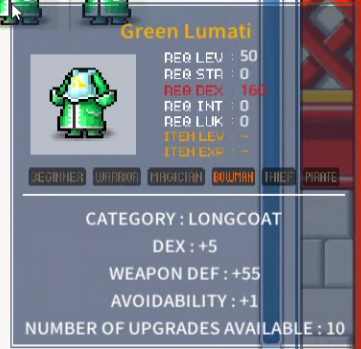 Green Lumati
REQ LEV : 50
REQ STR : 0
REQ DEX : 160
REQ INT : 0
REQ LUK : 0
ITEM LEV : -
ITEM EXP : -
BEGINNER WARRIOR MAGICIAN BOWMAN THIEF PIRATE
CATEGORY : LONGCOAT
DEX : +5
WEAPON DEF : +55
AVOIDABILITY : +1
NUMBER OF UPGRADES AVAILABLE : 10